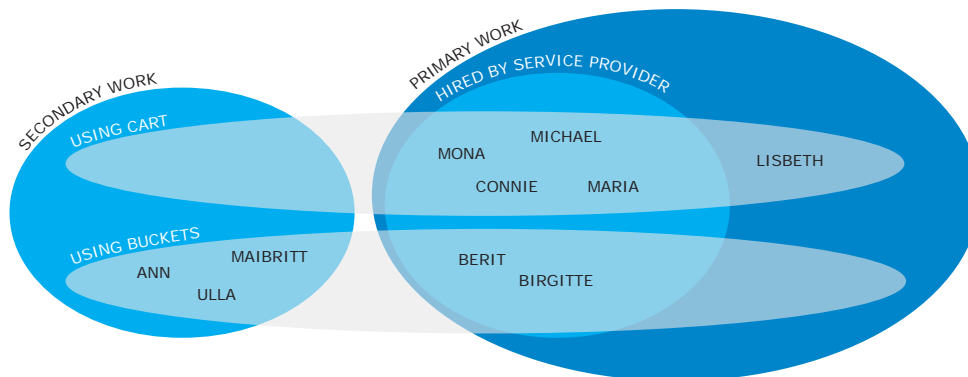 SECONDARY WORK
USING CART
USING BUCKETS
ANN
MAIBRITT
ULLA
PRIMARY WORK
HIRED BY SERVICE PROVIDER
MONA
MICHAEL
CONNIE
MARIA
LISBETH
BERIT
BIRGITTE